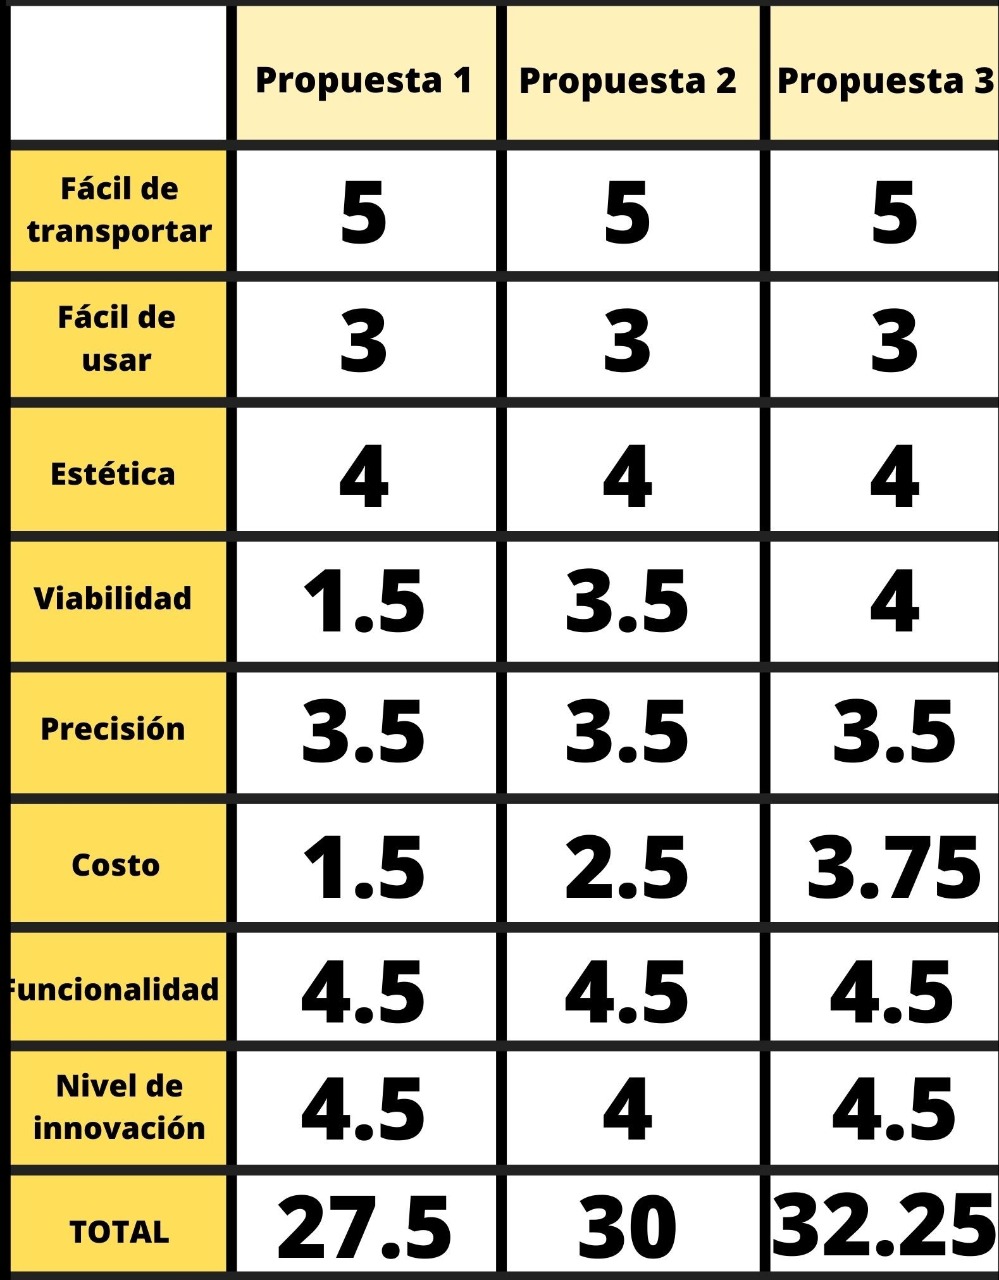 Propuesta 1 Propuesta 2 Propuesta 3
Fácil de
transportar
5 5 5
Fácil de
usar
3 3 3
Estética 4 4 4
Viabilidad 1.5 3.5 4
Precisión 3.5 3.5 3.5
Costo 1.5 2.5 3.75
Funcionalidad 4.5 4.5 4.5
Nivel de
innovación
4.5 4 4.5
TOTAL 27.5 30 32.25